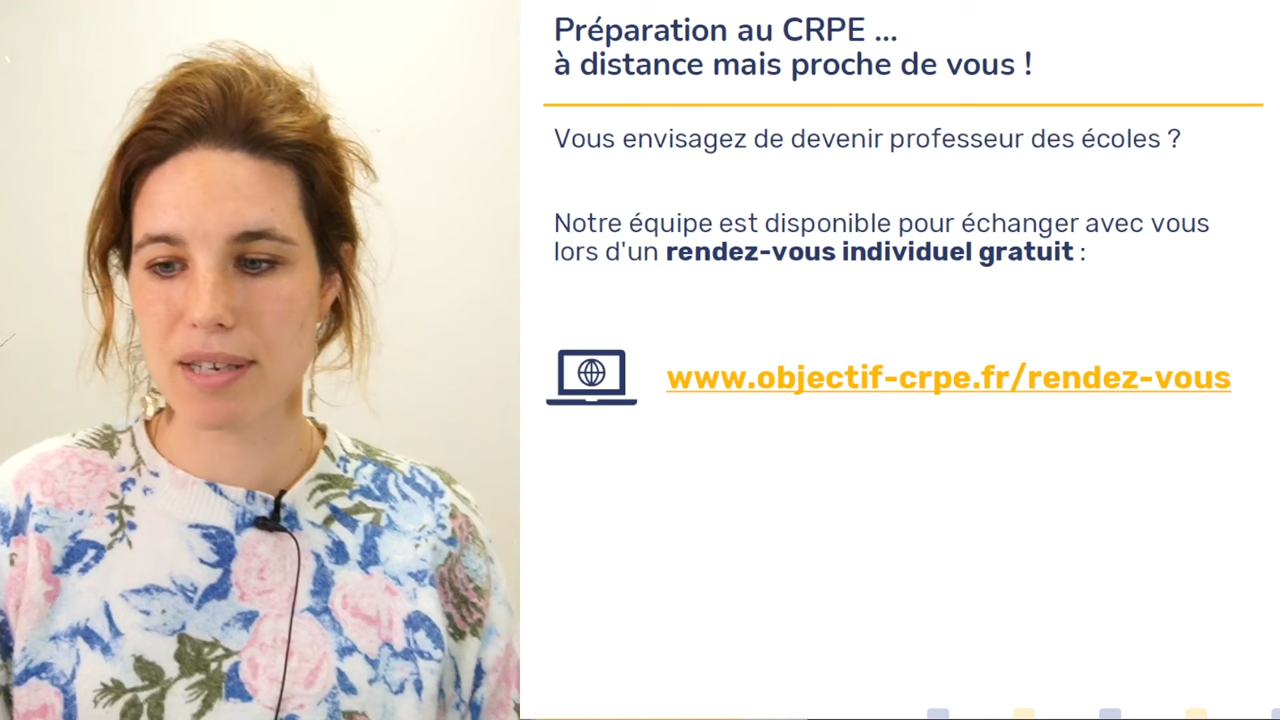 Préparation au CRPE ...
à distance mais proche de vous !
Vous envisagez de devenir professeur des écoles ?
Notre équipe est disponible pour échanger avec vous
lors d'un rendez-vous individuel gratuit :
www.objectif-crpe.fr/rendez-vous